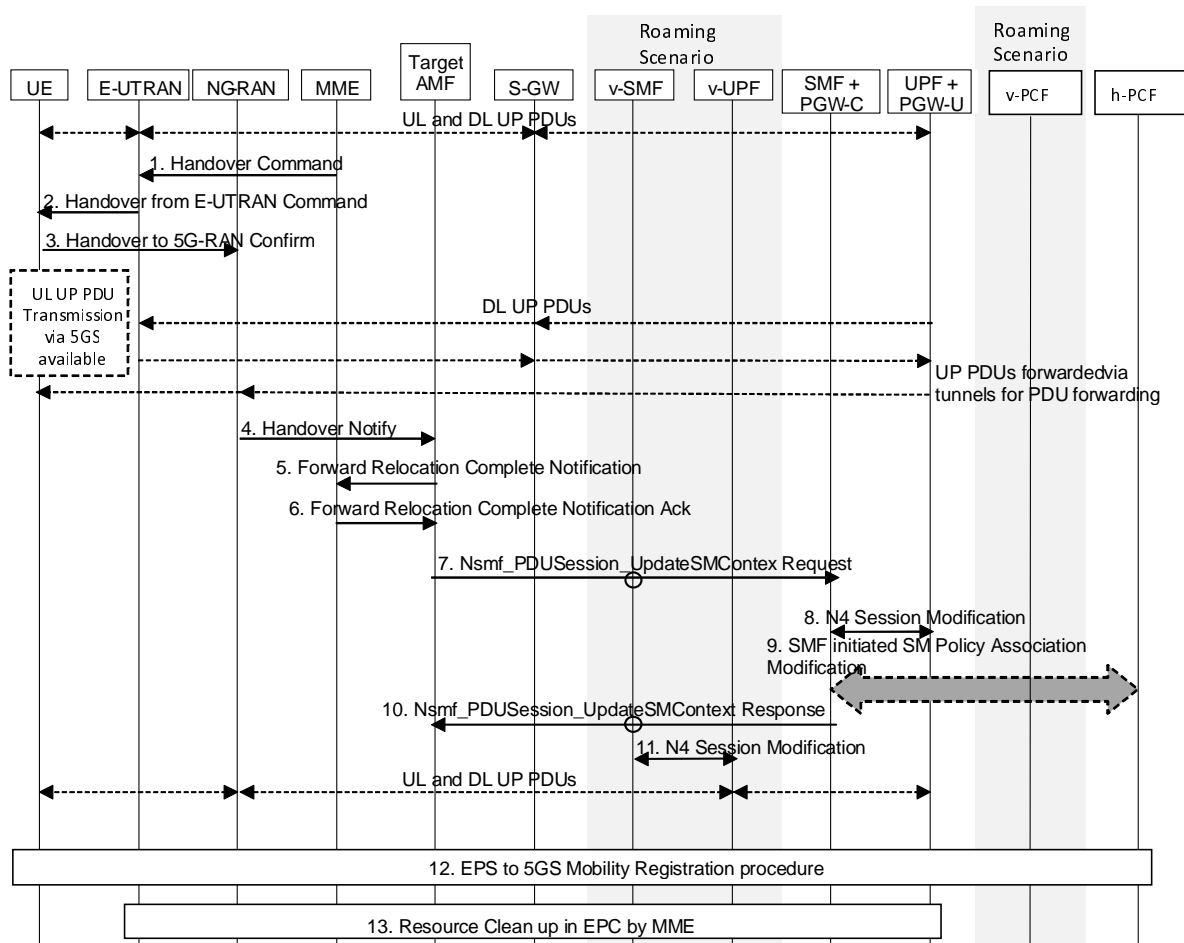 Roaming
Scenario
Roaming
Scenario
UE
E-UTRAN
NG-RAN
MME
Target
AMF
S-GW
v-SMF
v-UPF
SMF +
PGW-C
UPF +
PGW-U
v-PCF
h-PCF
UL and DL UP PDUs
1. Handover Command
2. Handover from E-UTRAN Command
3. Handover to 5G-RAN Confirm
UL UP PDU
Transmission
via 5GS
available
DL UP PDUs
UP PDUs forwardedvia
tunnels for PDU forwarding
4. Handover Notify
5. Forward Relocation Complete Notification
6. Forward Relocation Complete Notification Ack
7. Nsmf_PDUSession_UpdateSMContex Request
8. N4 Session Modification
9. SMF initiated SM Policy Association
Modification
10. Nsmf_PDUSession_UpdateSMContext Response
11. N4 Session Modification
UL and DL UP PDUs
12. EPS to 5GS Mobility Registration procedure
13. Resource Clean up in EPC by MME